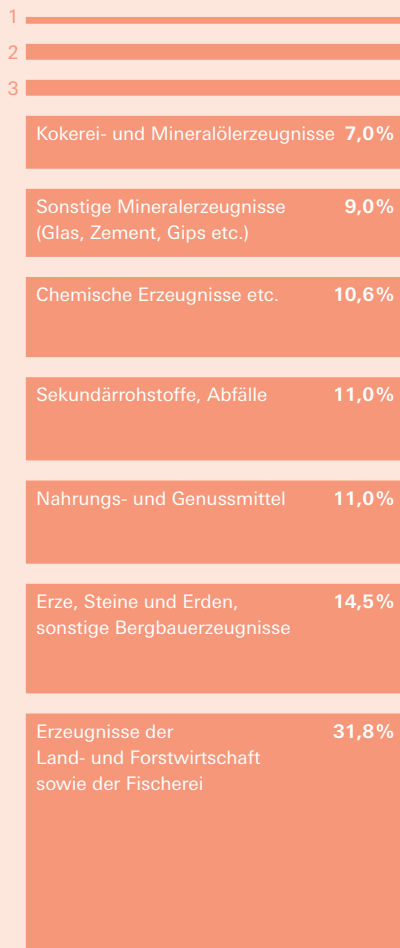 1
2
3
Kokerei- und Mineralölerzeugnisse 7,0%
Sonstige Mineralerzeugnisse 9,0%
(Glas, Zement, Gips etc.)
Chemische Erzeugnisse etc. 10,6%
Sekundärrohstoffe, Abfälle 11,0%
Nahrungs- und Genussmittel 11,0%
Erze, Steine und Erden, 14,5%
sonstige Bergbauerzeugnisse
Erzeugnisse der 31,8%
Land- und Forstwirtschaft
sowie der Fischerei